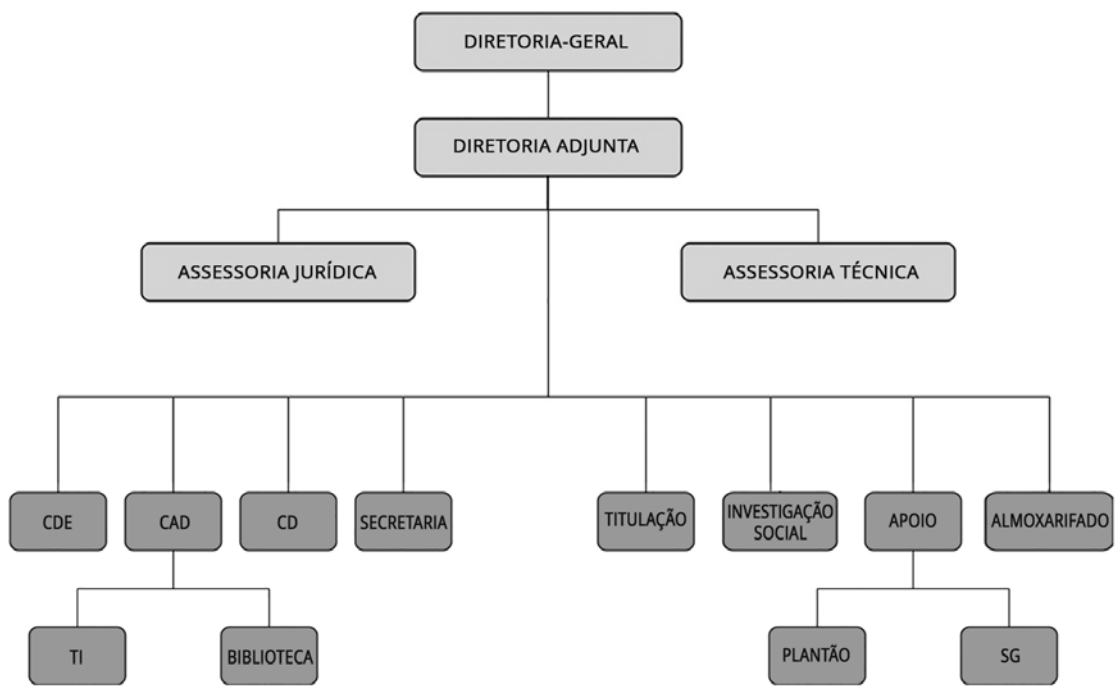 DIRETORIA-GERAL
DIRETORIA ADJUNTA
ASSESSORIA JURÍDICA
ASSESSORIA TÉCNICA
CDE
CAD
CD
SECRETARIA
TITULAÇÃO
INVESTIGAÇÃO
SOCIAL
APOIO
ALMOXARIFADO
TI
BIBLIOTECA
PLANTÃO
SG